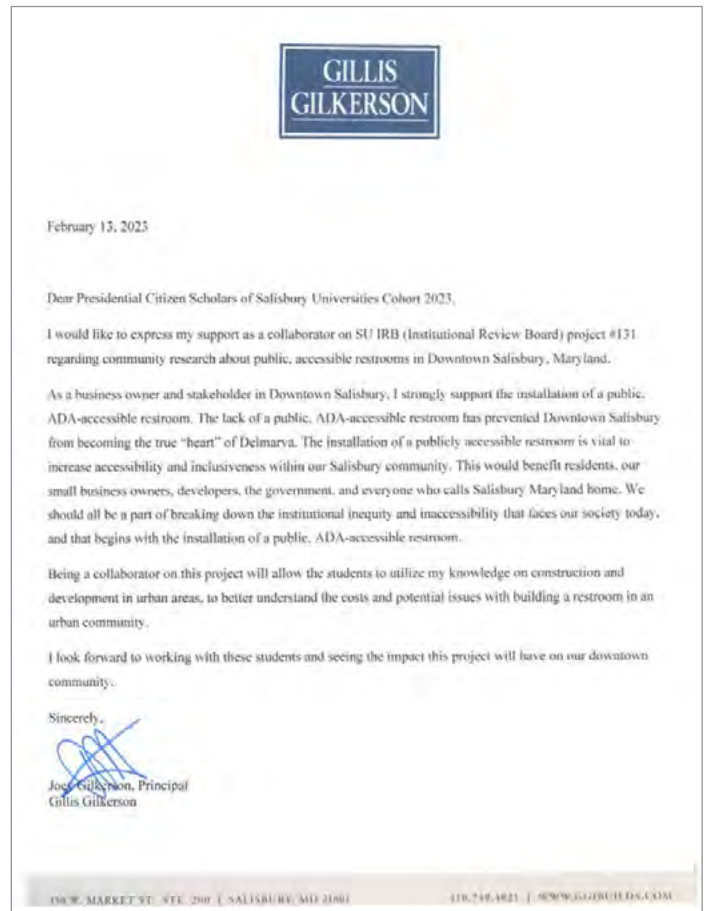 GILLIS
GILKERSON
February 13, 2023
Dear Presidential Citizen Scholars of Salisbury Universities Cohort 2023,
I would like to express my support as a collaborator on SU IRB (Institutional Review Board) project #131
regarding community research about public, accessible restrooms in Downtown Salisbury, Maryland.
As a business owner and stakeholder in Downtown Salisbury, I strongly support the installation of a public,
ADA-accessible restroom. The lack of a public, ADA-accessible restroom has prevented Downtown Salisbury
from becoming the true “heart” of Delmarva. The installation of a publicly accessible restroom is vital to
increase accessibility and inclusiveness within our Salisbury community. This would benefit residents, our
small business owners, developers, the government, and everyone who calls Salisbury Maryland home. We
should all be a part of breaking down the institutional inequity and inaccessibility that faces our society today,
and that begins with the installation of a public, ADA-accessible restroom.
Being a collaborator on this project will allow the students to utilize my knowledge on construction and
development in urban areas, to better understand the costs and potential issues with building a restroom in an
urban community.
I look forward to working with these students and seeing the impact this project will have on our downtown
community.
Sincerely,
Gilkerson, Principal
Gillis Gilkerson
W. MARKET ST. STE. | SALISBURY, MD 21801
410.749.4821 | WWW.GGIBUILDS.COM